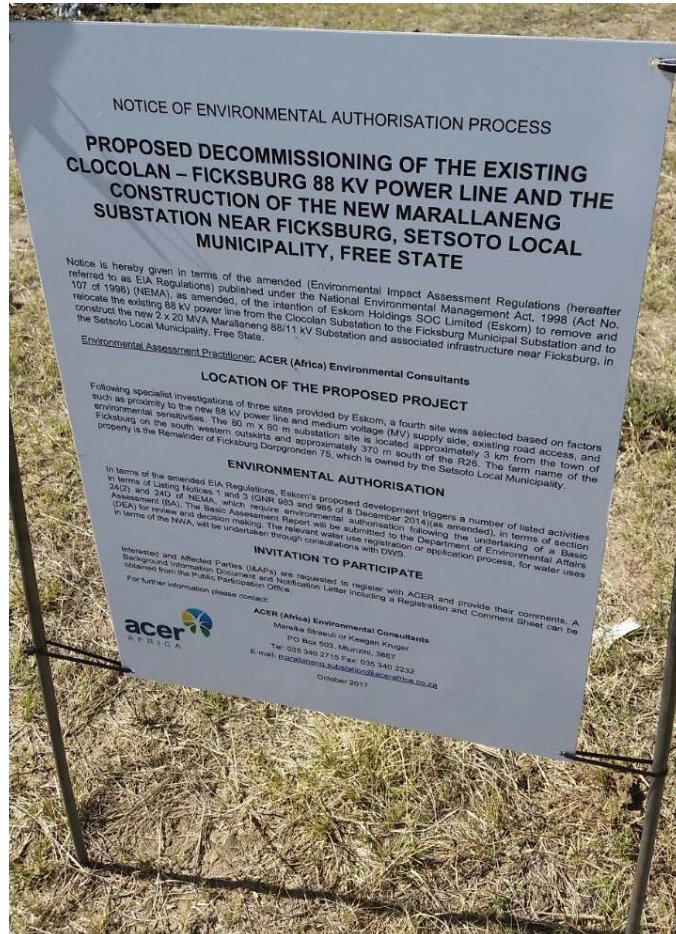 NOTICE OF ENVIRONMENTAL AUTHORISATION PROCESS
PROPOSED DECOMMISSIONING OF THE EXISTING
CLOCOLAN – FICKSBURG 88 KV POWER LINE AND THE
CONSTRUCTION OF THE NEW MARALLANENG
SUBSTATION NEAR FICKSBURG, SETSOTO LOCAL
MUNICIPALITY, FREE STATE
Notice is hereby given in terms of the amended (Environmental Impact Assessment Regulations (hereafter
referred to as EIA Regulations) published under the National Environmental Management Act, 1998 (Act No.
107 of 1998) (NEMA), as amended, of the intention of Eskom Holdings SOC Limited (Eskom) to remove and
relocate the existing 88 kV power line from the Clocolan Substation to the Ficksburg Municipal Substation and to
construct the new 2 x 20 MVA Marallaneng 88/11 kV Substation and associated infrastructure near Ficksburg, in
the Setsoto Local Municipality, Free State.
Environmental Assessment Practitioner: ACER (Africa) Environmental Consultants
LOCATION OF THE PROPOSED PROJECT
Following specialist investigations of three sites provided by Eskom, a fourth site was selected based on factors
such as proximity to the new 88 kV power line and medium voltage (MV) supply side, existing road access, and
environmental sensitivities. The 80 m x 80 m substation site is located approximately 3 km from the town of
Ficksburg on the south western outskirts and approximately 370 m south of the R26. The farm name of the
property is the Remainder of Ficksburg Dorpgronden 75, which is owned by the Setsoto Local Municipality.
ENVIRONMENTAL AUTHORISATION
In terms of the amended EIA Regulations, Eskom's proposed development triggers a number of listed activities
in terms of Listing Notices 1 and 3 (GNR 983 and 985 of 8 December 2014)(as amended), in terms of section
24(2) and 24D of NEMA, which require environmental authorisation following the undertaking of a Basic
Assessment (BA). The Basic Assessment Report will be submitted to the Department of Environmental Affairs
(DEA) for review and decision making. The relevant water use registration or application process, for water uses
in terms of the NWA, will be undertaken through consultations with DWS.
INVITATION TO PARTICIPATE
Interested and Affected Parties (I&APs) are requested to register with ACER and provide their comments. A
Background Information Document and Notification Letter including a Registration and Comment Sheet can be
obtained from the Public Participation Office.
For further information please contact:
ACER (Africa) Environmental Consultants
Mareike Straeuli or Keagan Kruger
PO Box 503, Mtunzini, 3867
Tel: 035 340 2715 Fax: 035 340 2232
E-mail: marallaneng.substation@acerafrica.co.za
October 2017
acer
AFRICA